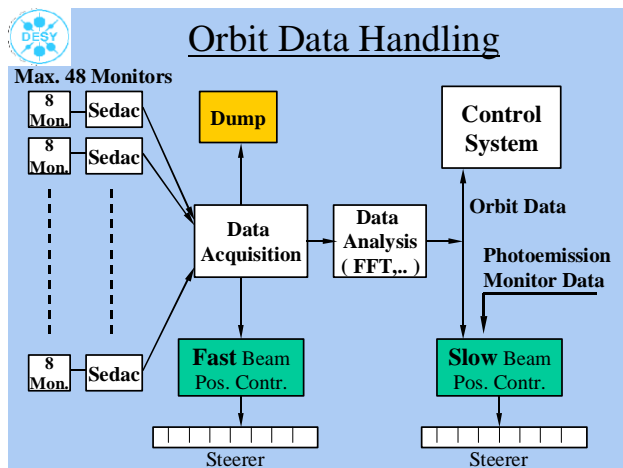 DESY
Orbit Data Handling
Max. 48 Monitors
8
Mon.
Sedac
8
Mon.
Sedac
8
Mon.
Sedac
Dump
Control
System
Data
Acquisition
Data
Analysis
( FFT,.. )
Orbit Data
Photoemission
Monitor Data
Fast Beam
Pos. Contr.
Slow Beam
Pos. Contr.
Steerer
Steerer